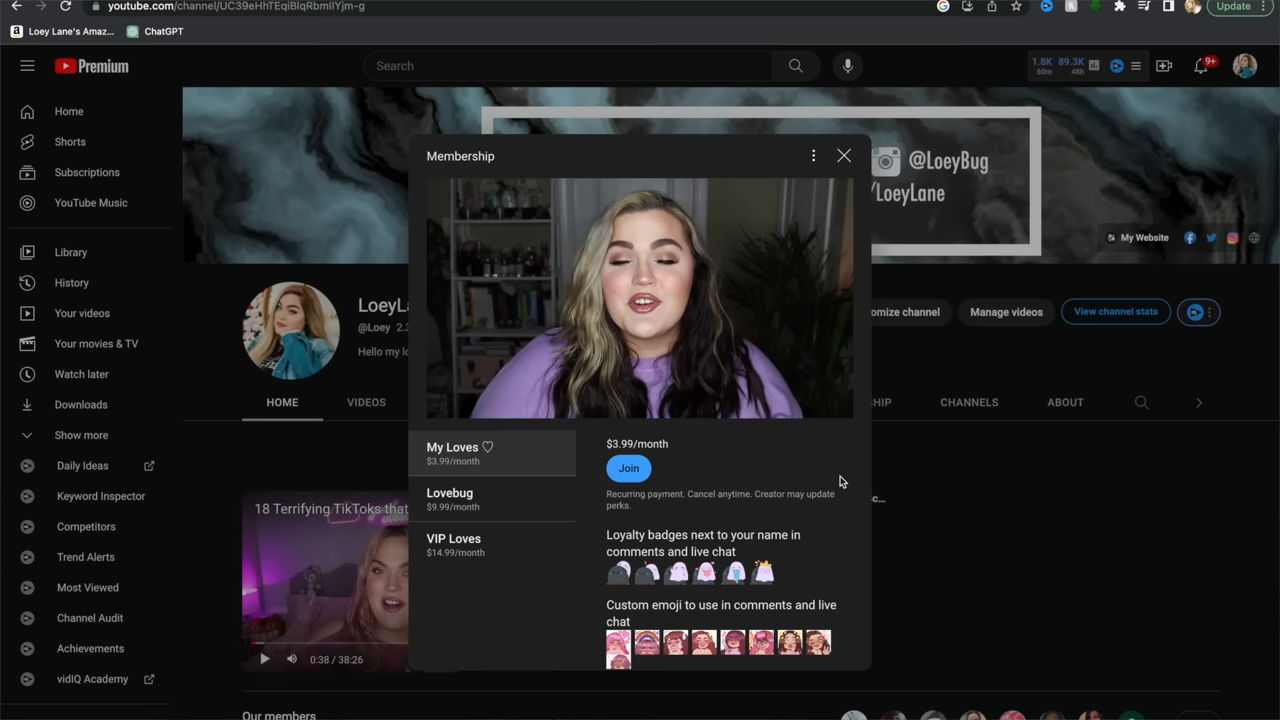 youtube.com/channel/UC39eHhTEqiBlqRbmIIYjm-g
Update
Loey Lane's Amaz...
ChatGPT
Premium
Search
1.8K 89.3K
60m 48h
9+
Home
Shorts
Subscriptions
YouTube Music
Library
History
Your videos
Your movies & TV
Watch later
Downloads
Show more
Daily Ideas
Keyword Inspector
Competitors
Trend Alerts
Most Viewed
Channel Audit
Achievements
vidIQ Academy
@LoeyBug
/LoeyLane
My Website
LoeyL
@Loey 2.3
Hello my lo
omize channel
Manage videos
View channel stats
HOME
VIDEOS
HIP
CHANNELS
ABOUT
18 Terrifying TikToks that
0:38 / 38:26
Our members
Membership
My Loves ♡
$3.99/month
Lovebug
$9.99/month
VIP Loves
$14.99/month
$3.99/month
Join
Recurring payment. Cancel anytime. Creator may update
perks.
Loyalty badges next to your name in
comments and live chat
Custom emoji to use in comments and live
chat
c...